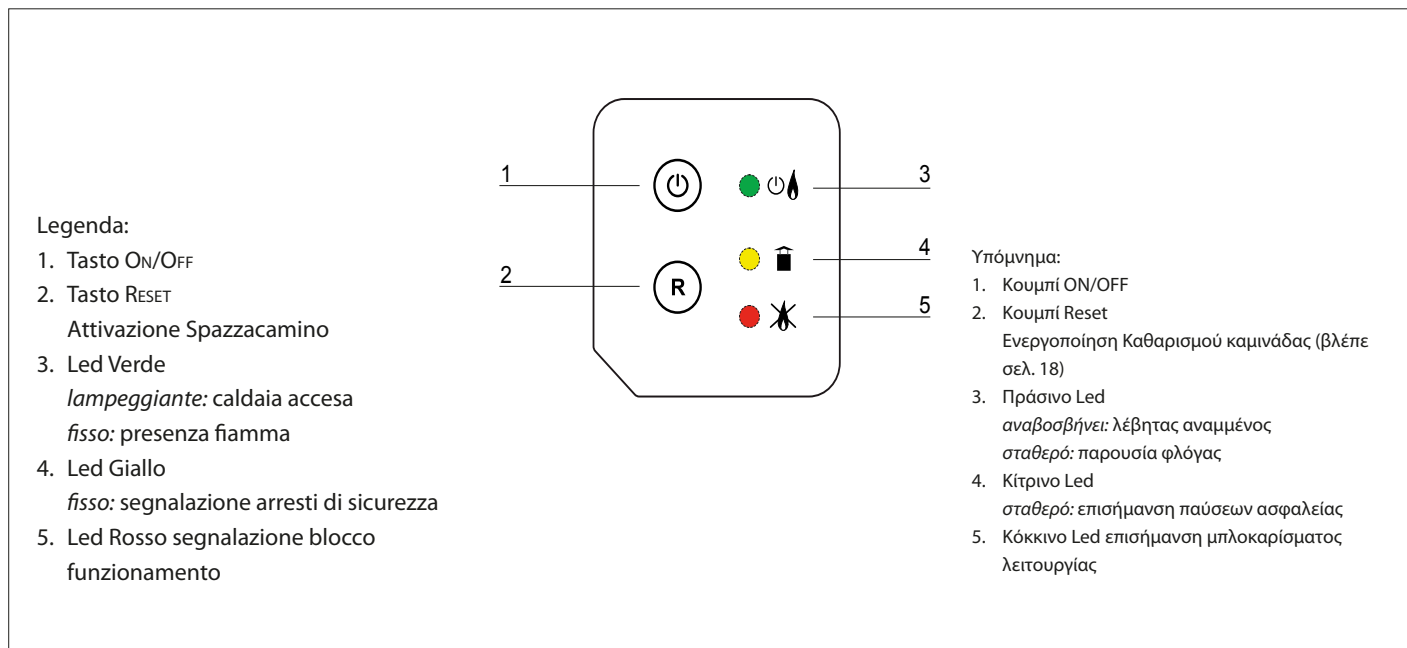 Legenda:
1. Tasto ON/OFF
2. Tasto RESET
Attivazione Spazzacamino
3. Led Verde
lampeggiante: caldaia accesa
fisso: presenza fiamma
4. Led Giallo
fisso: segnalazione arresti di sicurezza
5. Led Rosso segnalazione blocco
funzionamento
1
2
R
3
4
5
Υπόμνημα:
1. Κουμπί ON/OFF
2. Κουμπί Reset
Ενεργοποίηση Καθαρισμού καμινάδας (βλέπε
σελ. 18)
3. Πράσινο Led
αναβοσβήνει: λέβητας αναμμένος
σταθερό: παρουσία φλόγας
4. Κίτρινο Led
σταθερό: επισήμανση παύσεων ασφαλείας
5. Κόκκινο Led επισήμανση μπλοκαρίσματος
λειτουργίας